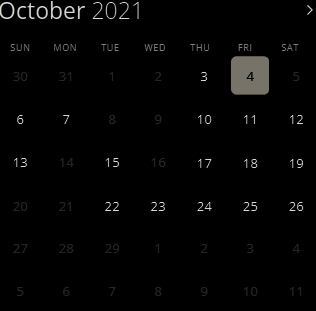 October 2021
SUN MON TUE WED THU FRI SAT
30 31 1 2 3 4 5
6 7 8 9 10 11 12
13 14 15 16 17 18 19
20 21 22 23 24 25 26
27 28 29 1 2 3 4
5 6 7 8 9 10 11